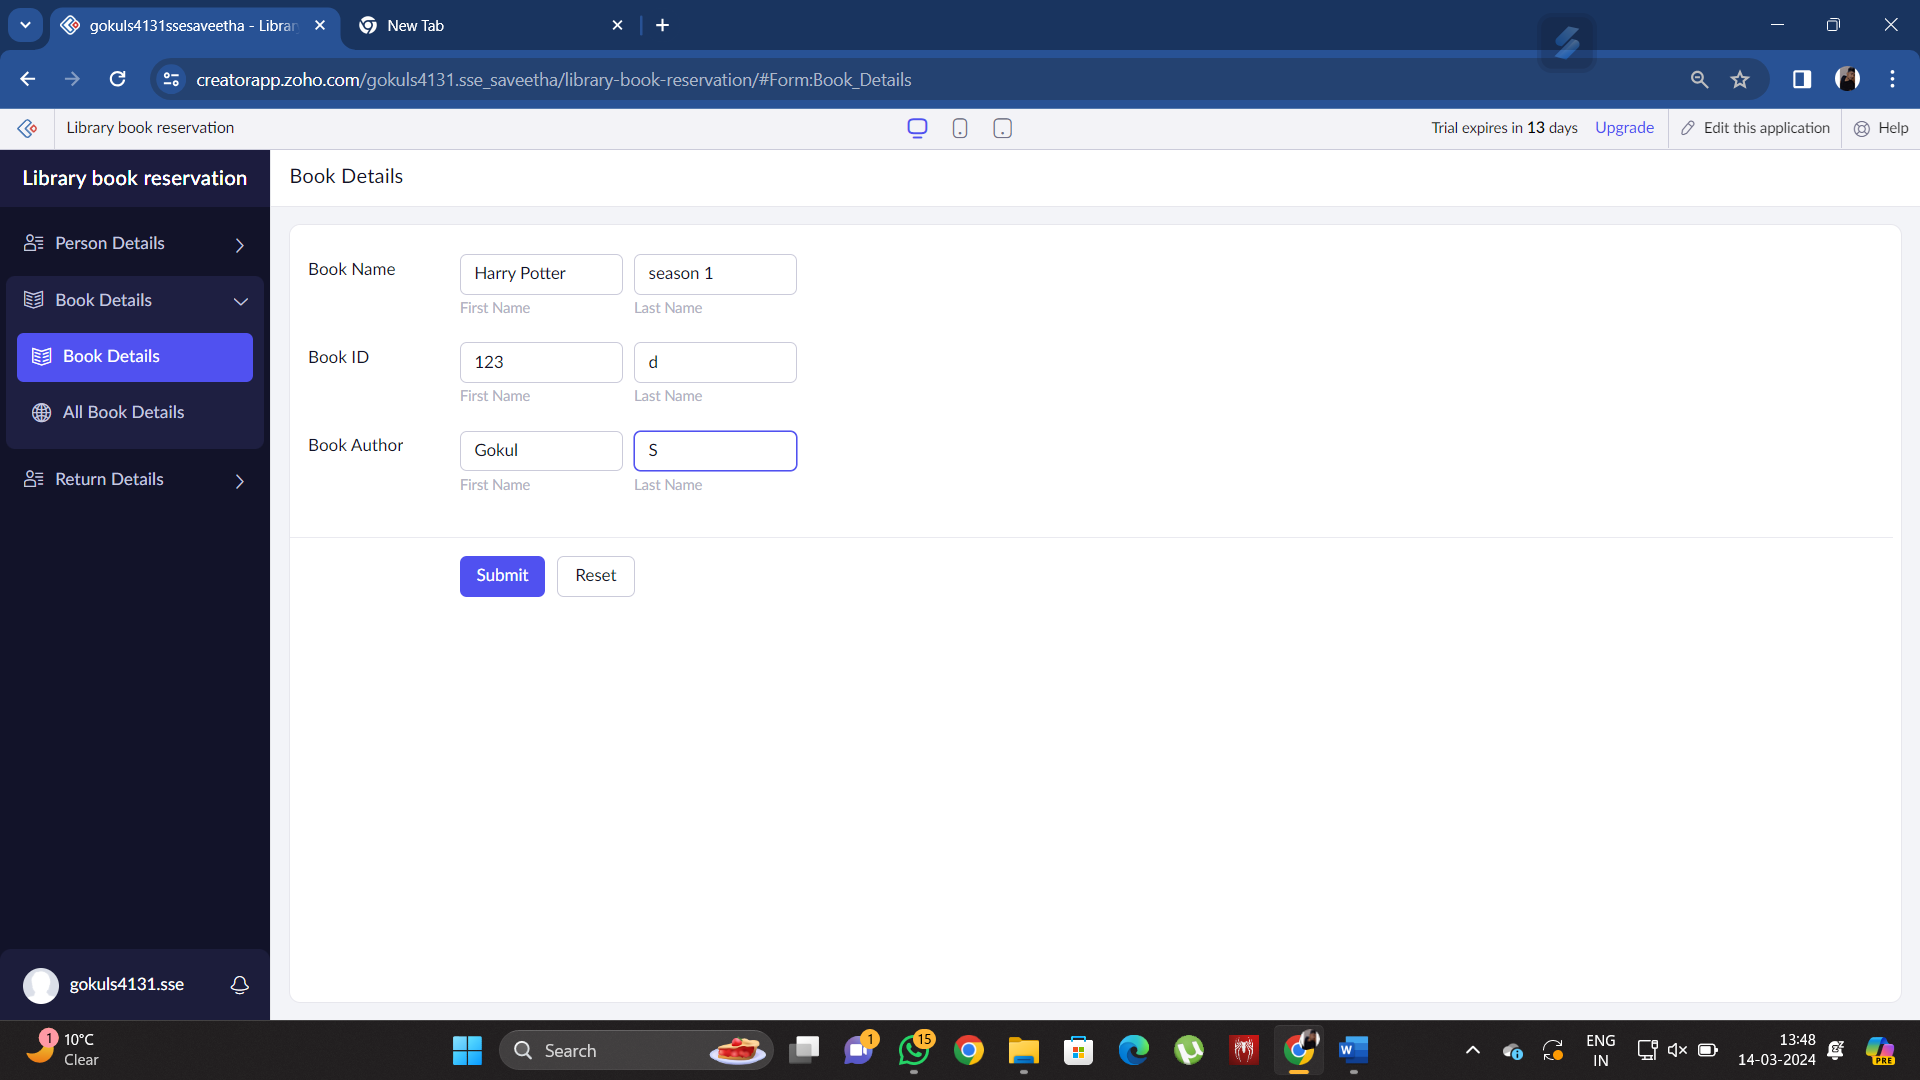 gokuls4131ssesaveetha - Librar
New Tab
creatorapp.zoho.com/gokuls4131.sse_saveetha/library-book-reservation/#Form:Book_Details
Library book reservation
Trial expires in 13 days
Upgrade
Edit this application
Help
Library book reservation
Book Details
Person Details
Book Details
Book Details
All Book Details
Return Details
Book Name
Harry Potter
season 1
First Name
Last Name
Book ID
123
d
First Name
Last Name
Book Author
Gokul
S
First Name
Last Name
Submit
Reset
gokuls4131.sse
1
10°C
Clear
Search
1
15
W
ENG
IN
13:48
14-03-2024
PRE